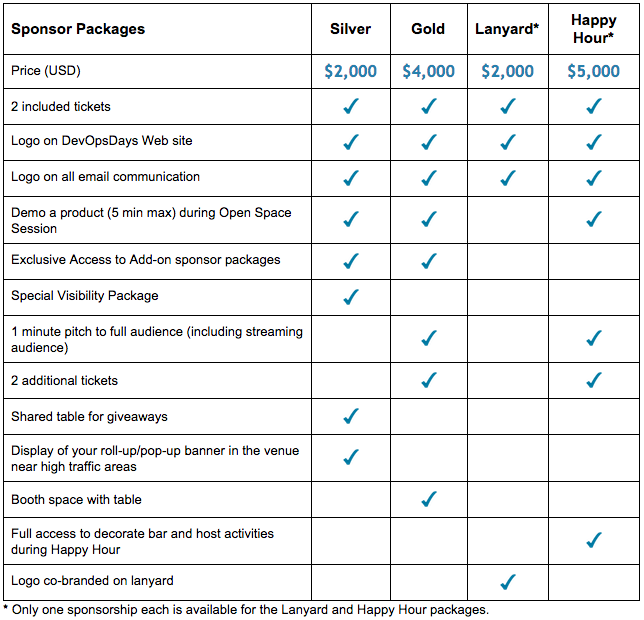 Sponsor Packages Silver Gold Lanyard* Happy Hour*
Price (USD) $2,000 $4,000 $2,000 $5,000
2 included tickets ✓ ✓ ✓ ✓
Logo on DevOpsDays Web site ✓ ✓ ✓ ✓
Logo on all email communication ✓ ✓ ✓ ✓
Demo a product (5 min max) during Open Space
Session ✓ ✓ ✓
Exclusive Access to Add-on sponsor packages ✓ ✓
Special Visibility Package ✓
1 minute pitch to full audience (including streaming
audience) ✓ ✓
2 additional tickets ✓ ✓
Shared table for giveaways ✓
Display of your roll-up/pop-up banner in the venue
near high traffic areas ✓
Booth space with table ✓
Full access to decorate bar and host activities
during Happy Hour ✓
Logo co-branded on lanyard ✓
* Only one sponsorship each is available for the Lanyard and Happy Hour packages.